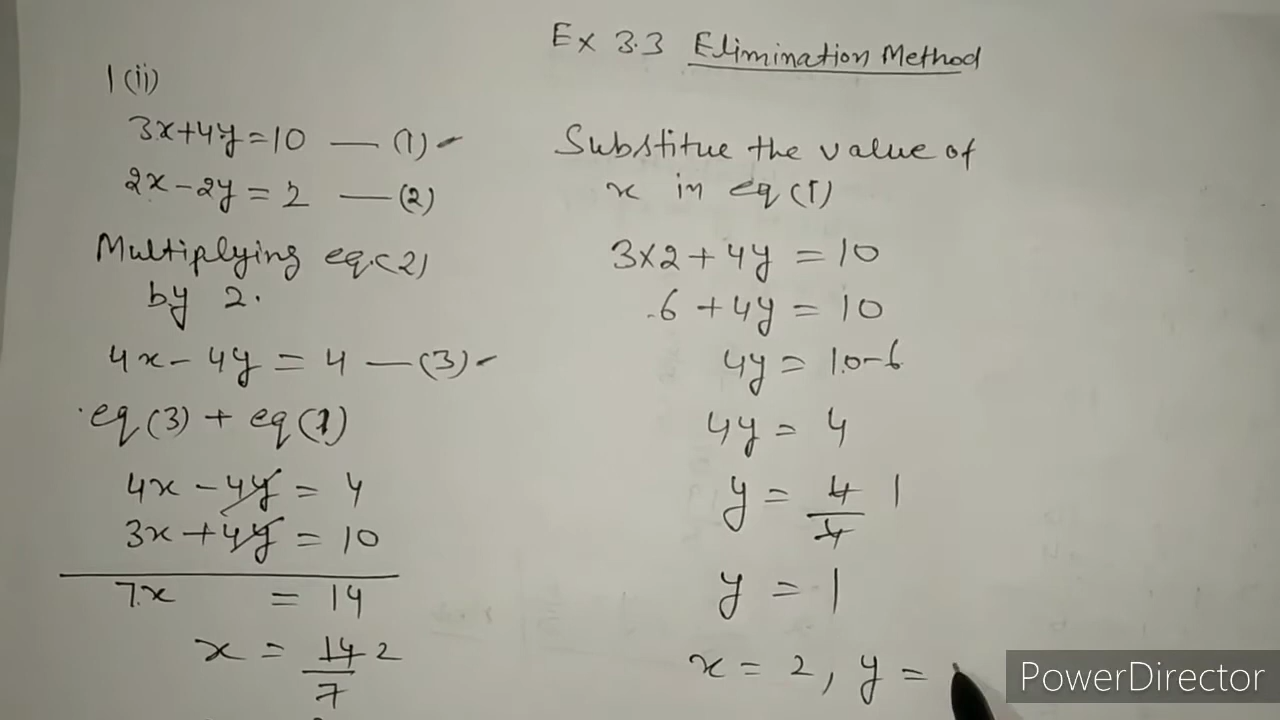 Ex 3.3 Elimination Method
1(ii)
3x+4y=10 — (1)
2x-2y=2 — (2)
Multiplying eq(2)
by 2.
4x-4y=4 — (3)
eq(3) + eq(1)
4x-4y=4
3x+4y=10
7x = 14
x = 14/7 2
Substitue the value of
x in eq(1)
3×2+4y=10
6+4y=10
4y=10-6
4y=4
y=4/4 1
y=1
x=2, y=
PowerDirector